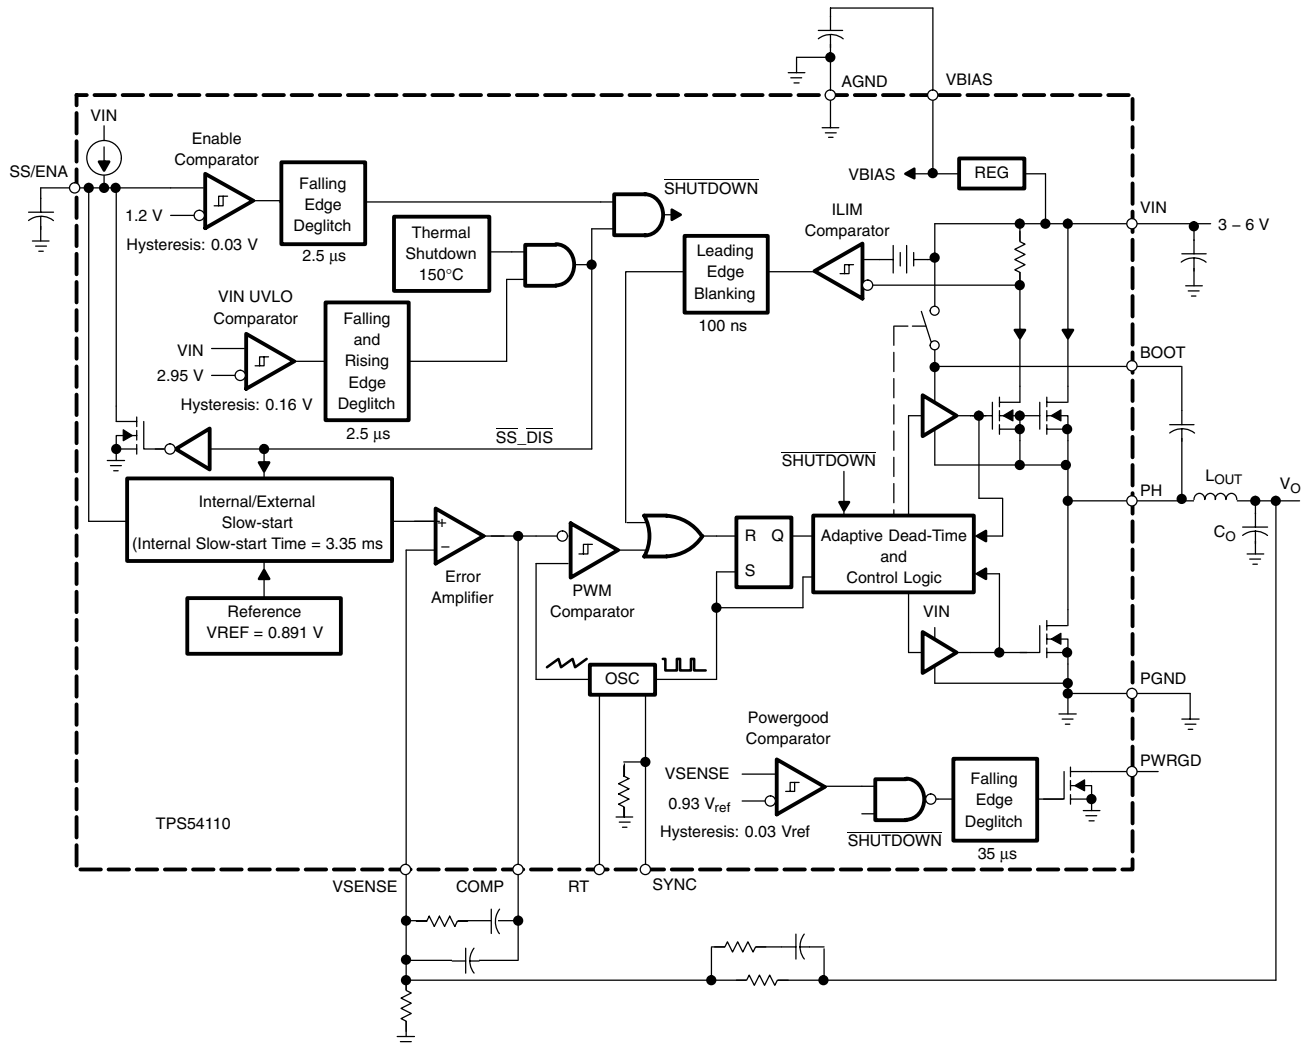 AGND
VBIAS
VIN
Enable
Comparator
SS/ENA
1.2 V
Hysteresis: 0.03 V
Falling
Edge
Deglitch
2.5 µs
SHUTDOWN
VBIAS
REG
VIN
3 – 6 V
ILIM
Comparator
Thermal
Shutdown
150°C
Leading
Edge
Blanking
100 ns
VIN UVLO
Comparator
VIN
2.95 V
Hysteresis: 0.16 V
Falling
and
Rising
Edge
Deglitch
2.5 µs
SS_DIS
BOOT
SHUTDOWN
PH
LOUT
VO
CO
Internal/External
Slow-start
(Internal Slow-start Time = 3.35 ms
+
−
Error
Amplifier
PWM
Comparator
R Q
S
Adaptive Dead-Time
and
Control Logic
Reference
VREF = 0.891 V
VIN
OSC
PGND
Powergood
Comparator
VSENSE
0.93 Vref
Hysteresis: 0.03 Vref
SHUTDOWN
Falling
Edge
Deglitch
35 µs
PWRGD
TPS54110
VSENSE
COMP
RT
SYNC